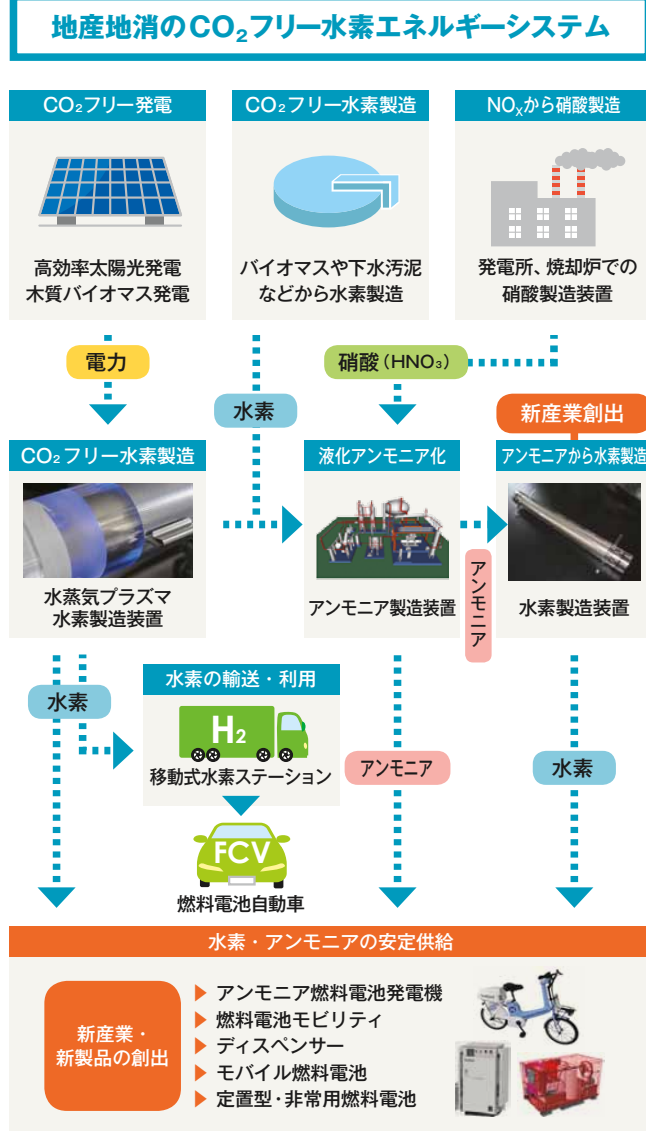 地産地消のCO₂フリー水素エネルギーシステム
CO₂フリー発電
高効率太陽光発電
木質バイオマス発電
CO₂フリー水素製造
バイオマスや下水汚泥
などから水素製造
NOₓから硝酸製造
発電所、焼却炉での
硝酸製造装置
電力
水素
硝酸（HNO₃）
新産業創出
CO₂フリー水素製造
水蒸気プラズマ
水素製造装置
液化アンモニア化
アンモニア製造装置
アンモニア
アンモニアから水素製造
水素製造装置
水素
水素の輸送・利用
H₂
移動式水素ステーション
FCV
燃料電池自動車
アンモニア
水素
水素・アンモニアの安定供給
新産業・
新製品の創出
アンモニア燃料電池発電機
燃料電池モビリティ
ディスペンサー
モバイル燃料電池
定置型・非常用燃料電池